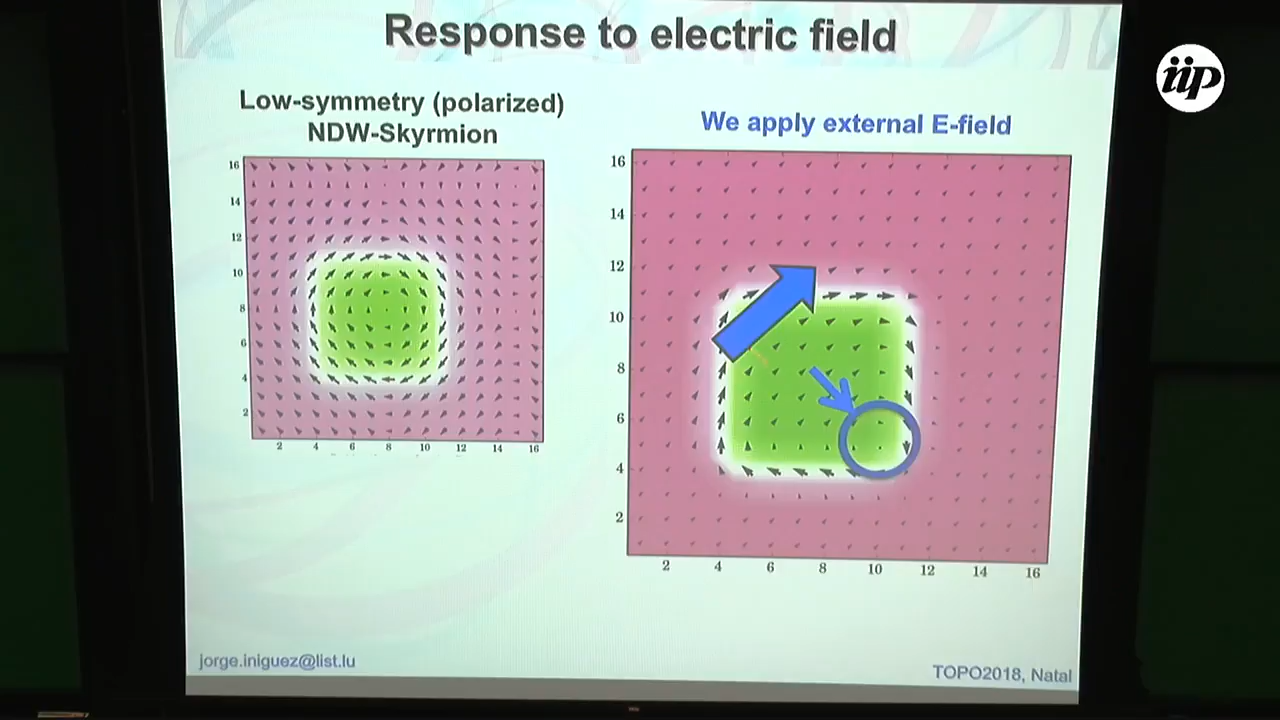 Response to electric field
iip
Low-symmetry (polarized)
NDW-Skyrmion
We apply external E-field
16
14
12
10
8
6
4
2
2 4 6 8 10 12 14 16
16
14
12
10
8
6
4
2
2 4 6 8 10 12 14 16
jorge.iniguez@list.lu
TOPO2018, Natal